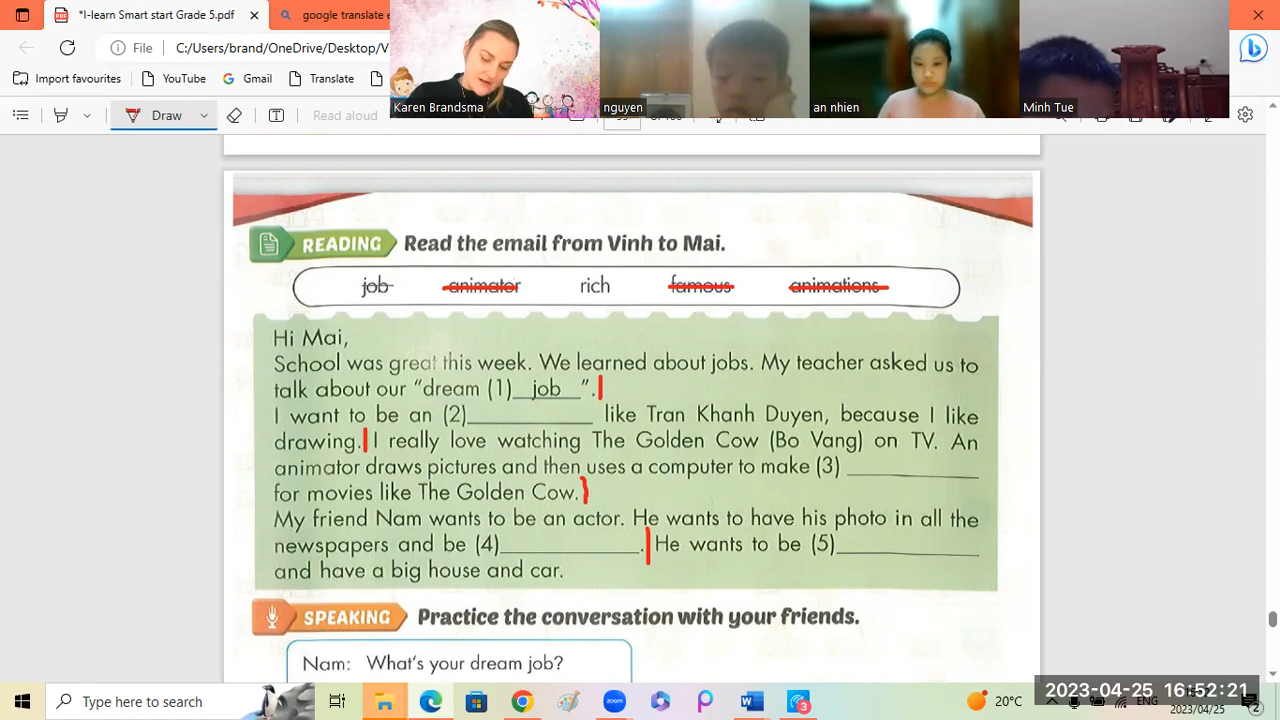 *I-learn Smart start Grade 5.pdf
google translate e
File
C:/Users/brand/OneDrive/Desktop/V
Import favourites
YouTube
Gmail
Translate
Draw
Read aloud
Karen Brandsma
nguyen
an nhien
Minh Tue
READING Read the email from Vinh to Mai.
job animator rich famous animations
Hi Mai,
School was great this week. We learned about jobs. My teacher asked us to
talk about our “dream (1) job ”.
I want to be an (2)____________ like Tran Khanh Duyen, because I like
drawing. I really love watching The Golden Cow (Bo Vang) on TV. An
animator draws pictures and then uses a computer to make (3) ____________
for movies like The Golden Cow.
My friend Nam wants to be an actor. He wants to have his photo in all the
newspapers and be (4)____________. He wants to be (5)____________
and have a big house and car.
SPEAKING Practice the conversation with your friends.
Nam: What's your dream job?
Type here to search
zoom
3
20°C
ENG
2023-04-25 16:52:21
2023/04/25
2